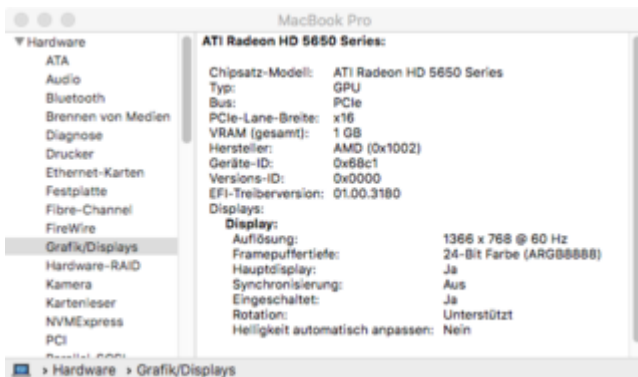 MacBook Pro
Hardware
ATA
Audio
Bluetooth
Brennen von Medien
Diagnose
Drucker
Ethernet-Karten
Festplatte
Fibre-Channel
FireWire
Grafik/Displays
Hardware-RAID
Kamera
Kartenleser
NVMExpress
PCI
Parallel-SCSI
ATI Radeon HD 5650 Series:
Chipsatz-Modell: ATI Radeon HD 5650 Series
Typ: GPU
Bus: PCIe
PCIe-Lane-Breite: x16
VRAM (gesamt): 1 GB
Hersteller: AMD (0x1002)
Geräte-ID: 0x68c1
Versions-ID: 0x0000
EFI-Treiberversion: 01.00.3180
Displays:
Display:
Auflösung: 1366 x 768 @ 60 Hz
Framepuffertiefe: 24-Bit Farbe (ARGB8888)
Hauptdisplay: Ja
Synchronisierung: Aus
Eingeschaltet: Ja
Rotation: Unterstützt
Helligkeit automatisch anpassen: Nein
› Hardware › Grafik/Displays